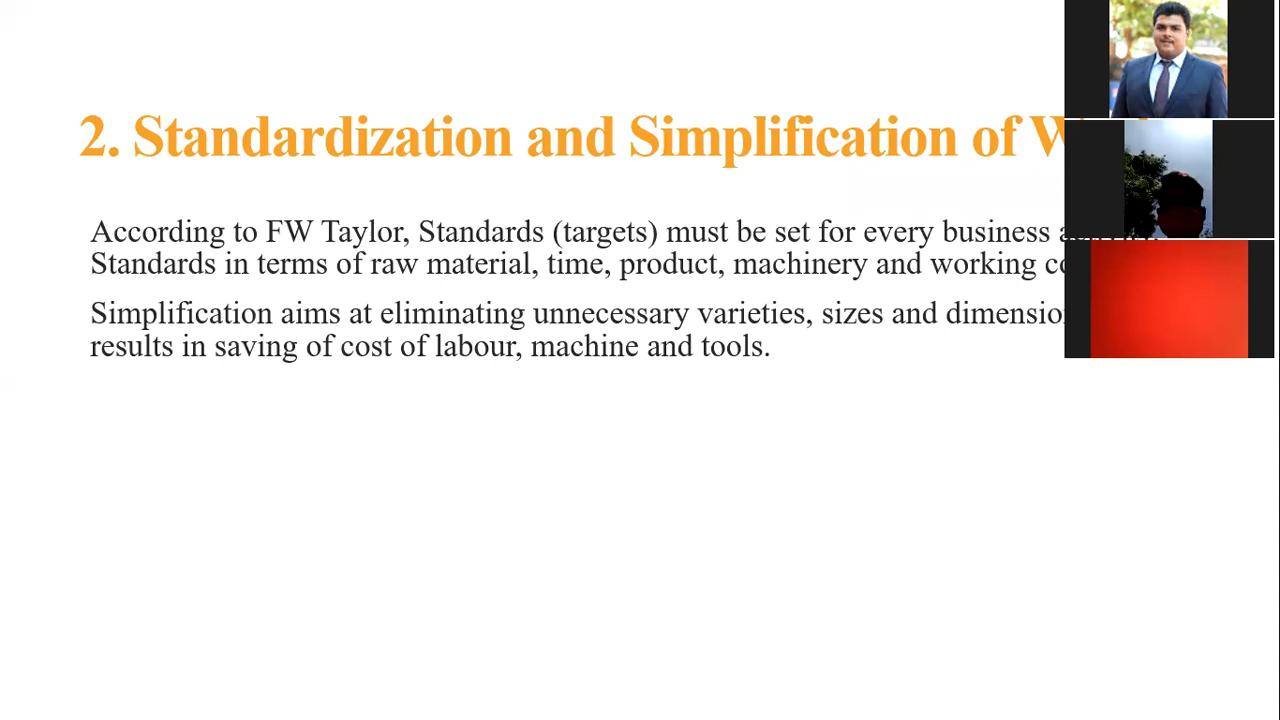 2. Standardization and Simplification of
According to FW Taylor, Standards (targets) must be set for every business
Standards in terms of raw material, time, product, machinery and working
Simplification aims at eliminating unnecessary varieties, sizes and
results in saving of cost of labour, machine and tools.